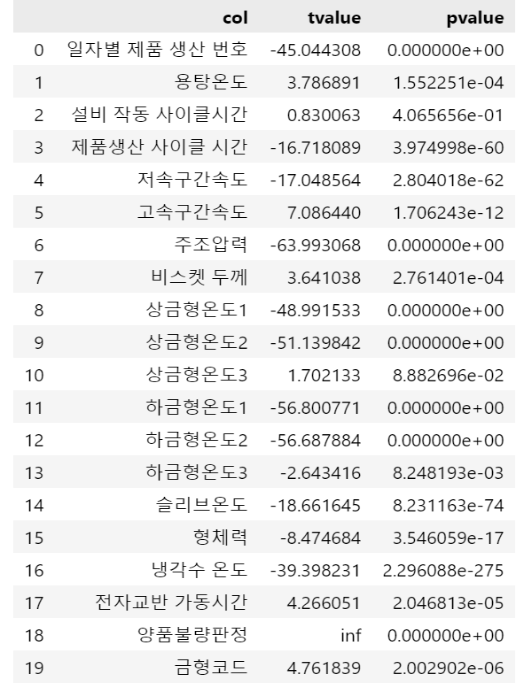 col tvalue pvalue
0 일자별 제품 생산 번호 -45.044308 0.000000e+00
1 용탕온도 3.786891 1.552251e-04
2 설비 작동 사이클시간 0.830063 4.065656e-01
3 제품생산 사이클 시간 -16.718089 3.974998e-60
4 저속구간속도 -17.048564 2.804018e-62
5 고속구간속도 7.086440 1.706243e-12
6 주조압력 -63.993068 0.000000e+00
7 비스켓 두께 3.641038 2.761401e-04
8 상금형온도1 -48.991533 0.000000e+00
9 상금형온도2 -51.139842 0.000000e+00
10 상금형온도3 1.702133 8.882696e-02
11 하금형온도1 -56.800771 0.000000e+00
12 하금형온도2 -56.687884 0.000000e+00
13 하금형온도3 -2.643416 8.248193e-03
14 슬리브온도 -18.661645 8.231163e-74
15 형체력 -8.474684 3.546059e-17
16 냉각수 온도 -39.398231 2.296088e-275
17 전자교반 가동시간 4.266051 2.046813e-05
18 양품불량판정 inf 0.000000e+00
19 금형코드 4.761839 2.002902e-06